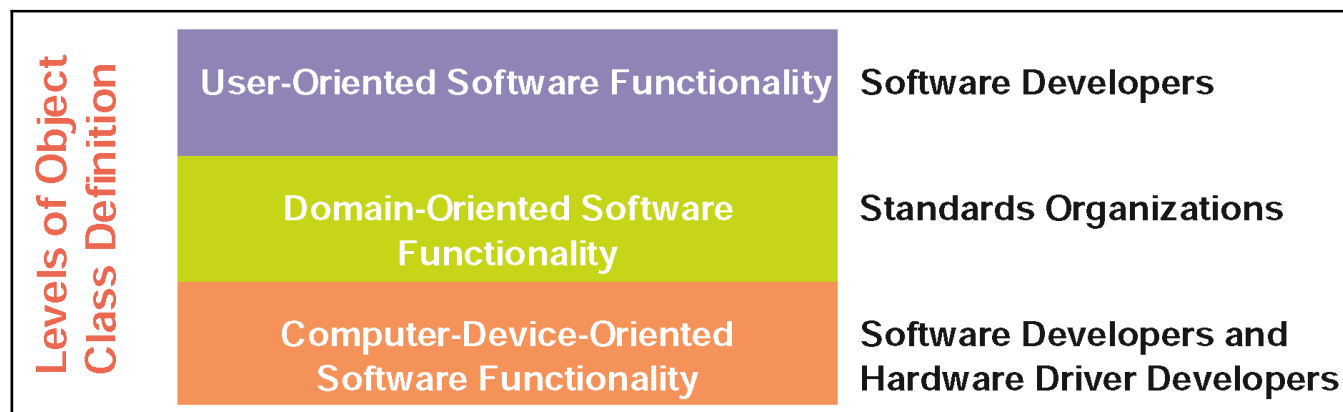 Levels of Object
Class Definition
User-Oriented Software Functionality
Software Developers
Domain-Oriented Software
Functionality
Standards Organizations
Computer-Device-Oriented
Software Functionality
Software Developers and
Hardware Driver Developers